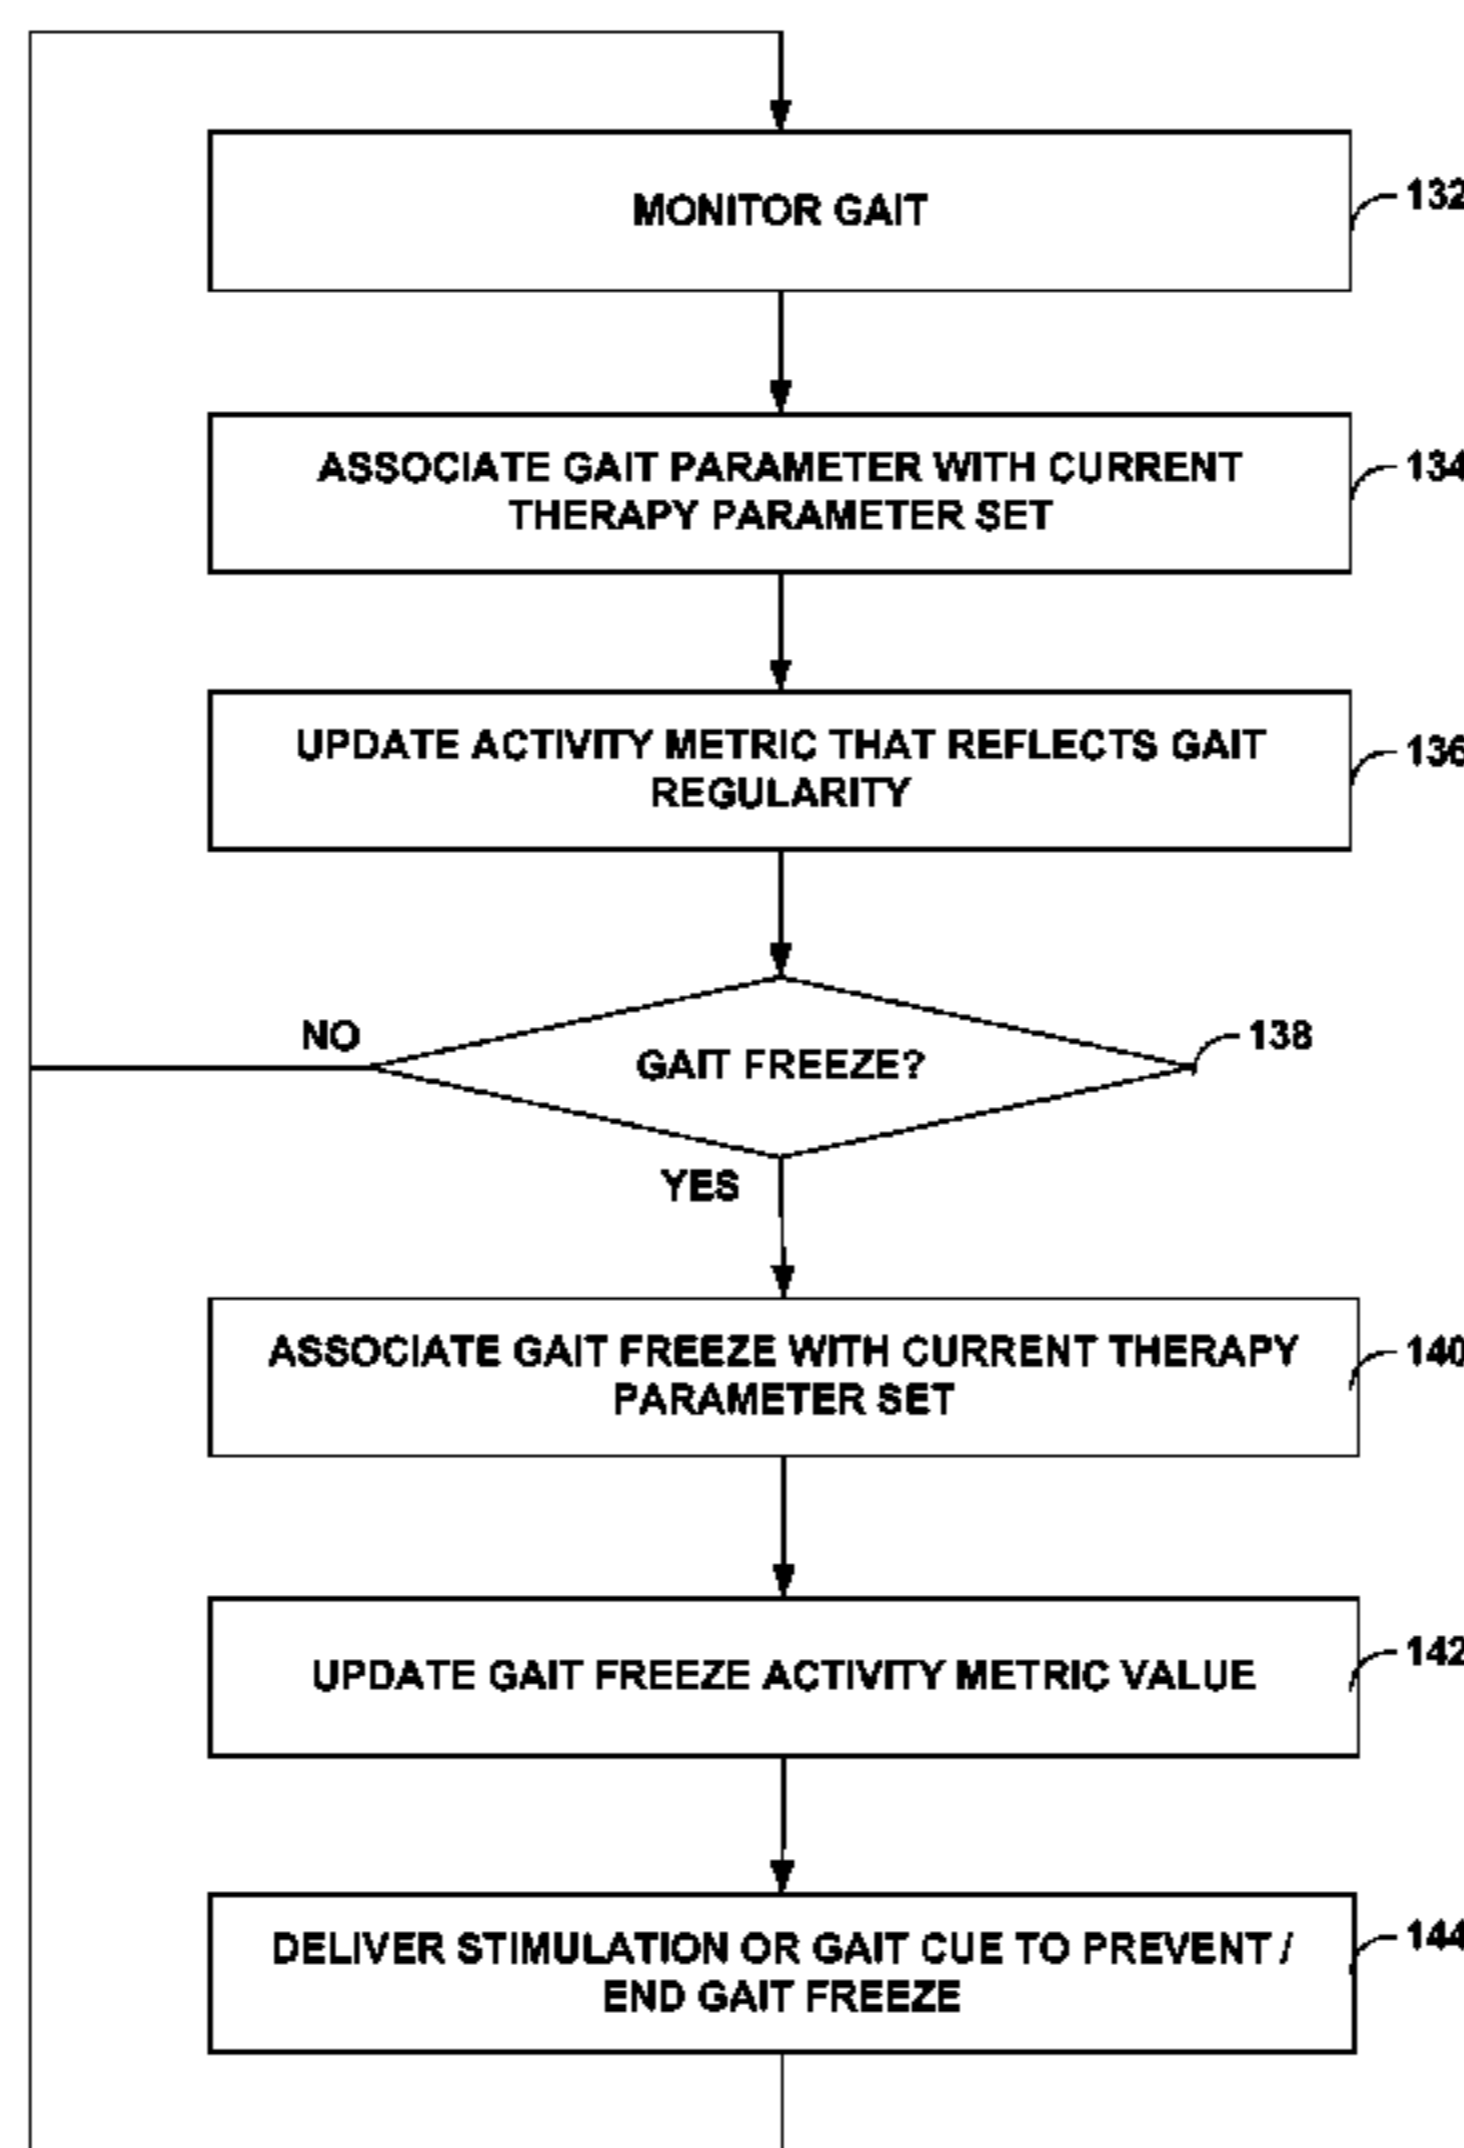 MONITOR GAIT
132
ASSOCIATE GAIT PARAMETER WITH CURRENT
THERAPY PARAMETER SET
134
UPDATE ACTIVITY METRIC THAT REFLECTS GAIT
REGULARITY
136
NO
GAIT FREEZE?
138
YES
ASSOCIATE GAIT FREEZE WITH CURRENT THERAPY
PARAMETER SET
140
UPDATE GAIT FREEZE ACTIVITY METRIC VALUE
142
DELIVER STIMULATION OR GAIT CUE TO PREVENT /
END GAIT FREEZE
144